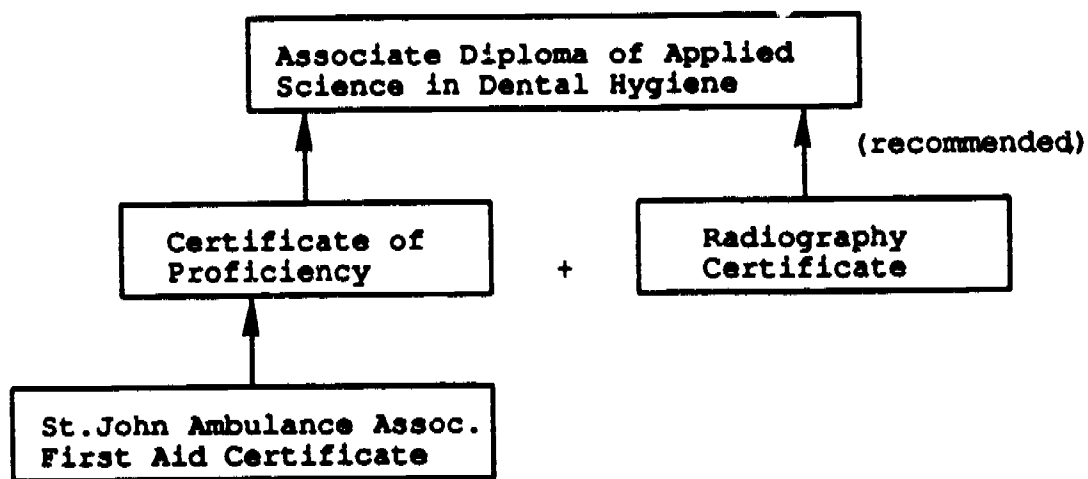 Associate Diploma of Applied
Science in Dental Hygiene
(recommended)
Certificate of
Proficiency
+
Radiography
Certificate
St.John Ambulance Assoc.
First Aid Certificate